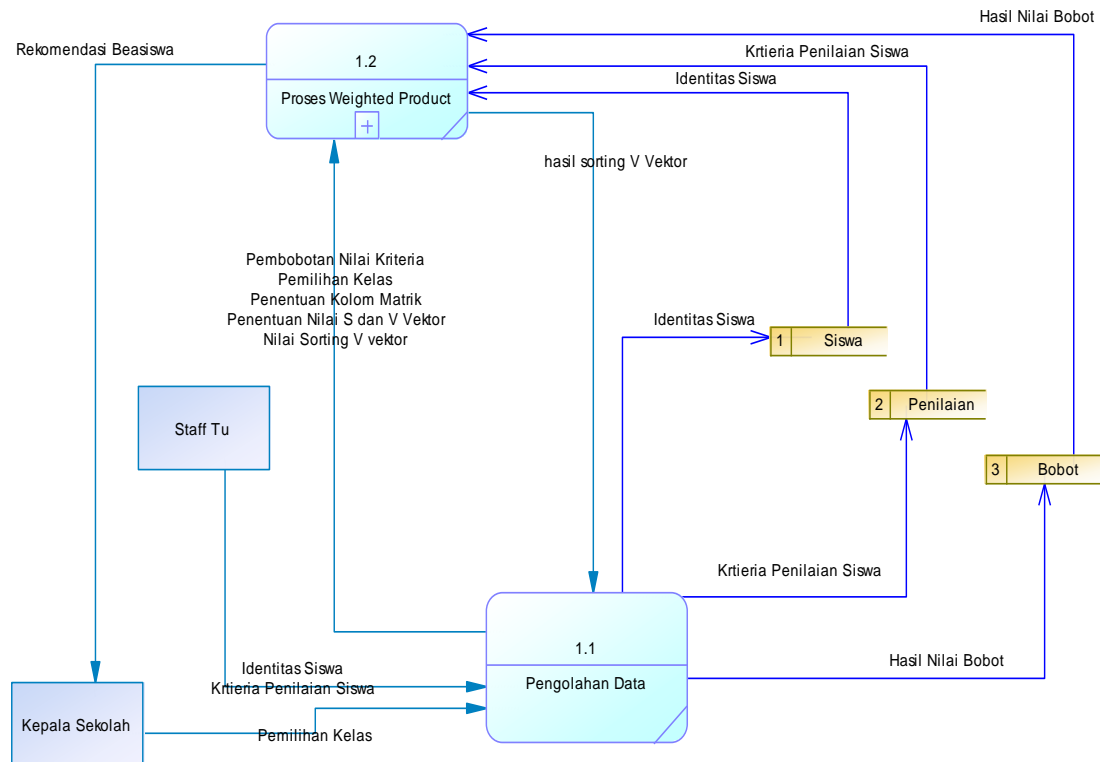 Hasil Nilai Bobot
Rekomendasi Beasiswa
Krtieria Penilaian Siswa
1.2
Identitas Siswa
Proses Weighted Product
hasil sorting V Vektor
Pembobotan Nilai Kriteria
Pemilihan Kelas
Penentuan Kolom Matrik
Penentuan Nilai S dan V Vektor
Nilai Sorting V vektor
Identitas Siswa
1 Siswa
2 Penilaian
Staff Tu
3 Bobot
Krtieria Penilaian Siswa
1.1
Hasil Nilai Bobot
Identitas Siswa
Krtieria Penilaian Siswa
Pengolahan Data
Kepala Sekolah
Pemilihan Kelas